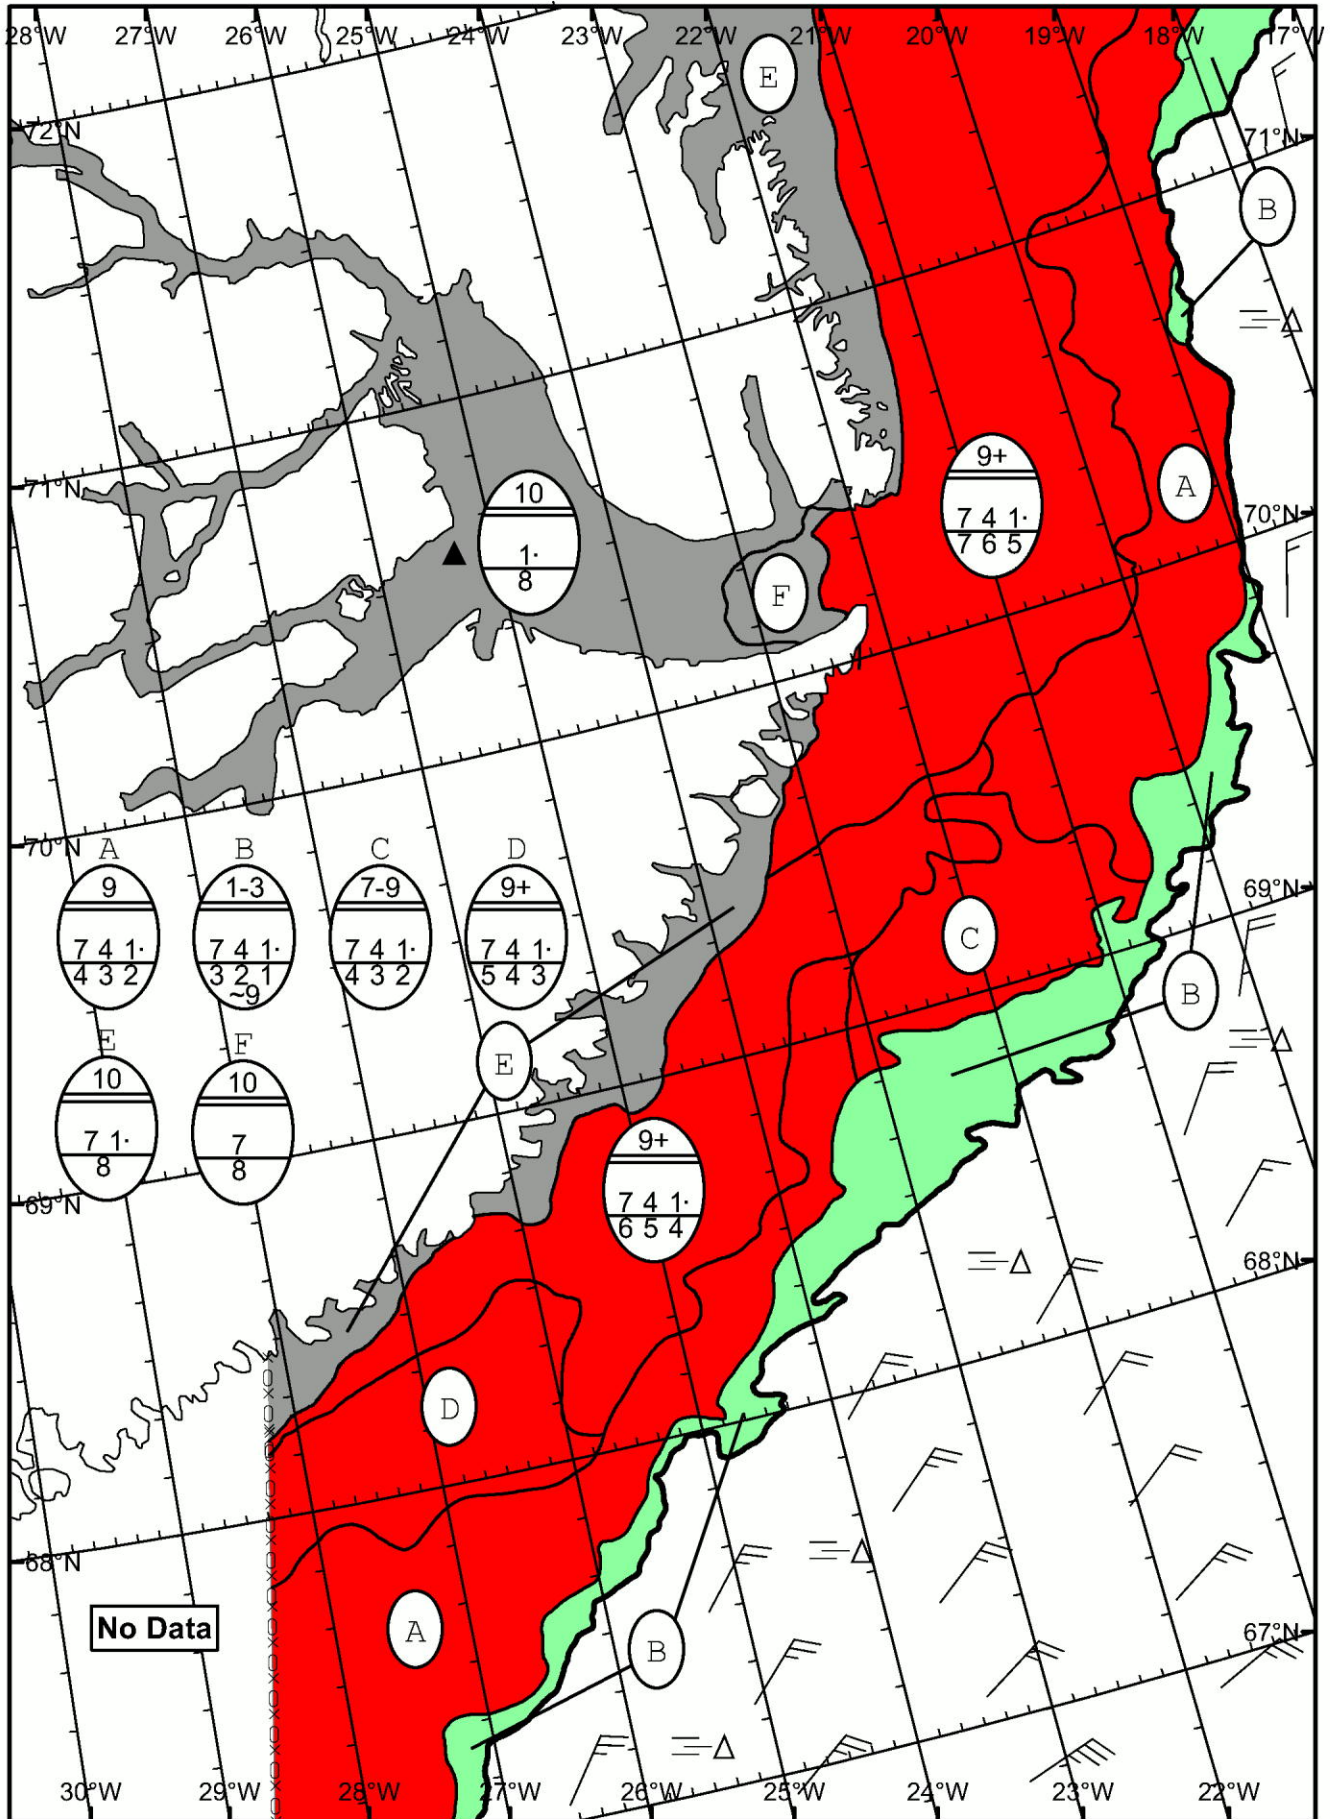 28°W 27°W 26°W 25°W 24°W 23°W 22°W 21°W 20°W 19°W 18°W 17°W
E
72°N
71°N
B
9+
7 4 1·
7 6 5
A
71°N
10
1·
8
70°N
F
70°N
A B C D
9 1-3 7-9 9+
7 4 1· 7 4 1· 7 4 1· 7 4 1·
4 3 2 3 2 1 4 3 2 5 4 3
~9
69°N
C
B
E F
E
10 10
7 1· 7
8 8
9+
7 4 1·
6 5 4
69°N
68°N
D
68°N
No Data
A
B
67°N
30°W 29°W 28°W 27°W 26°W 25°W 24°W 23°W 22°W